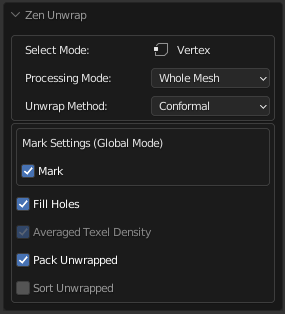 Zen Unwrap
Select Mode: Vertex
Processing Mode: Whole Mesh
Unwrap Method: Conformal
Mark Settings (Global Mode)
Mark
Fill Holes
Averaged Texel Density
Pack Unwrapped
Sort Unwrapped